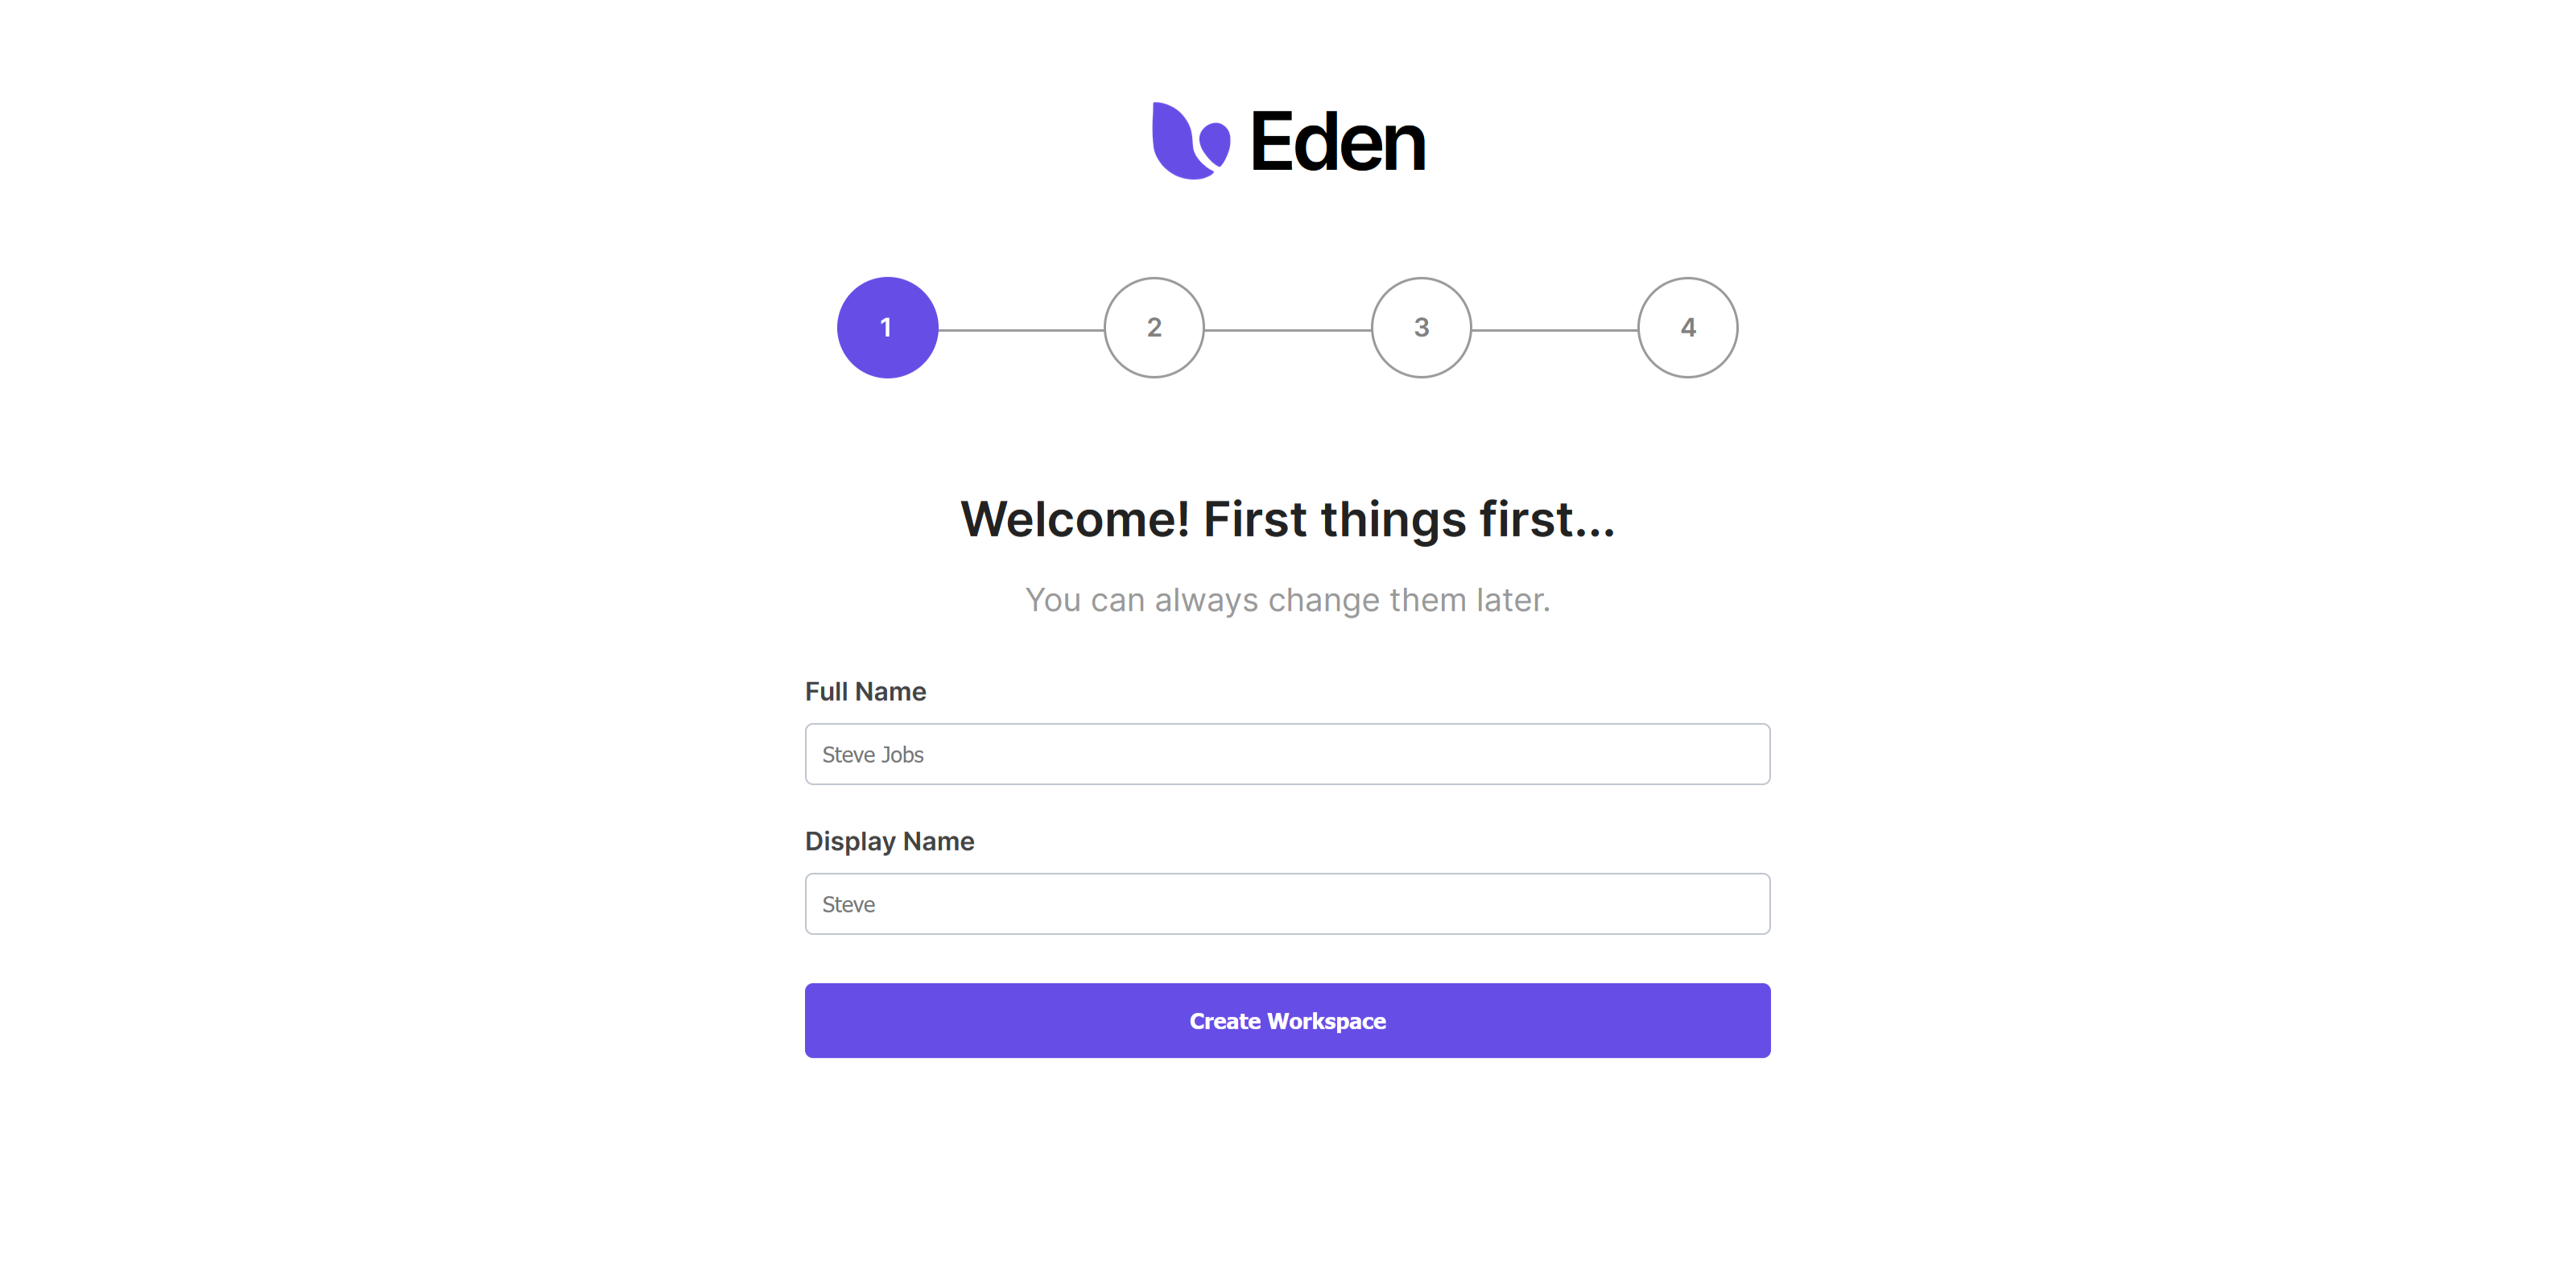 Eden
1 2 3 4
Welcome! First things first...
You can always change them later.
Full Name
Steve Jobs
Display Name
Steve
Create Workspace